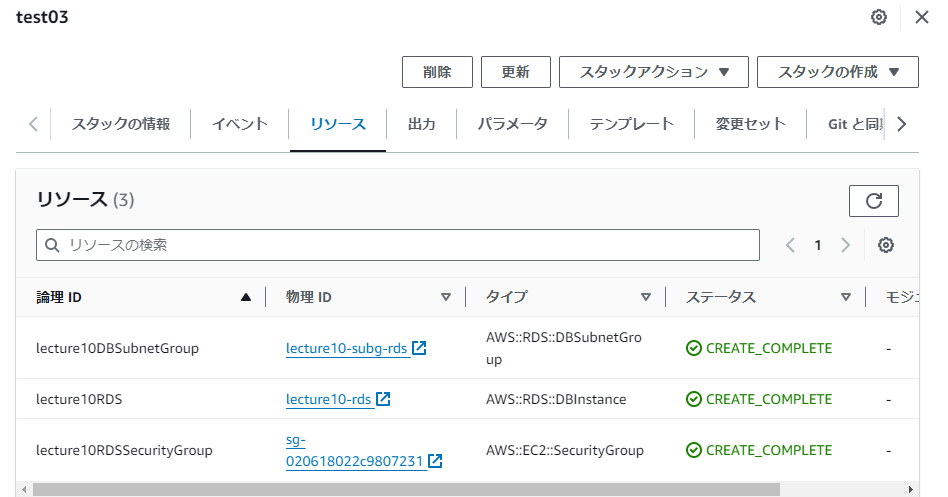 test03
削除 更新 スタックアクション スタックの作成
スタックの情報 イベント リソース 出力 パラメータ テンプレート 変更セット Git と同
リソース (3)
リソースの検索 1
論理 ID 物理 ID タイプ ステータス モジュ
lecture10DBSubnetGroup lecture10-subg-rds AWS::RDS::DBSubnetGro
up CREATE_COMPLETE -
lecture10RDS lecture10-rds AWS::RDS::DBInstance CREATE_COMPLETE -
lecture10RDSSecurityGroup sg-
020618022c9807231 AWS::EC2::SecurityGroup CREATE_COMPLETE -